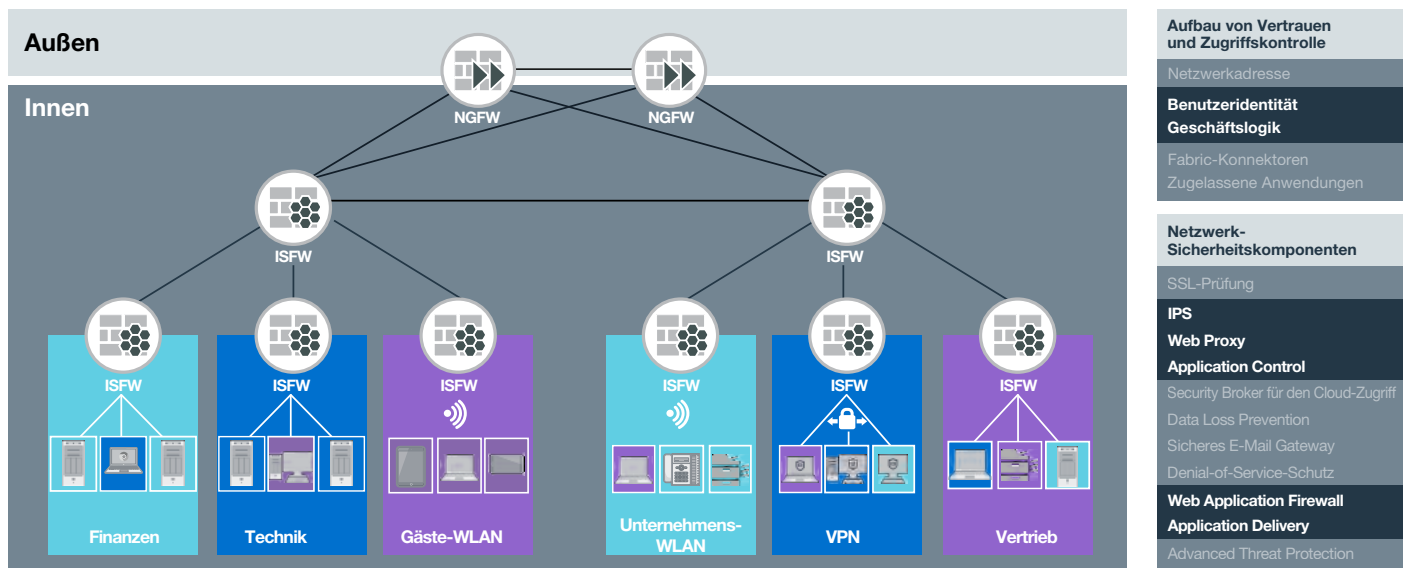 Außen
NGFW
NGFW
Innen
ISFW
ISFW
ISFW
ISFW
ISFW
ISFW
ISFW
ISFW
Finanzen
Technik
Gäste-WLAN
Unternehmens-
WLAN
VPN
Vertrieb
Aufbau von Vertrauen
und Zugriffskontrolle
Netzwerkadresse
Benutzeridentität
Geschäftslogik
Fabric-Konnektoren
Zugelassene Anwendungen
Netzwerk-
Sicherheitskomponenten
SSL-Prüfung
IPS
Web Proxy
Application Control
Security Broker für den Cloud-Zugriff
Data Loss Prevention
Sicheres E-Mail Gateway
Denial-of-Service-Schutz
Web Application Firewall
Application Delivery
Advanced Threat Protection